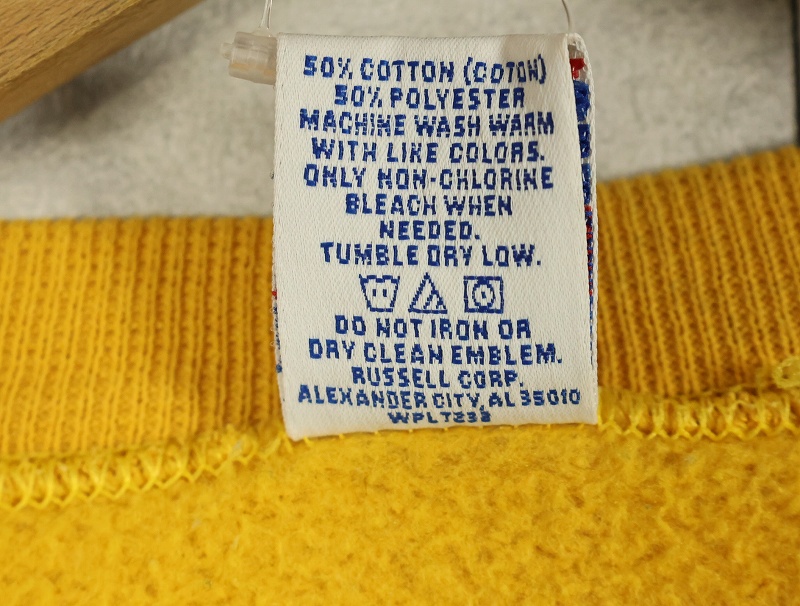 50% COTTON (COTON)
50% POLYESTER
MACHINE WASH WARM
WITH LIKE COLORS.
ONLY NON-CHLORINE
BLEACH WHEN
NEEDED.
TUMBLE DRY LOW.
DO NOT IRON OR
DRY CLEAN EMBLEM.
RUSSELL CORP.
ALEXANDER CITY, AL 35010